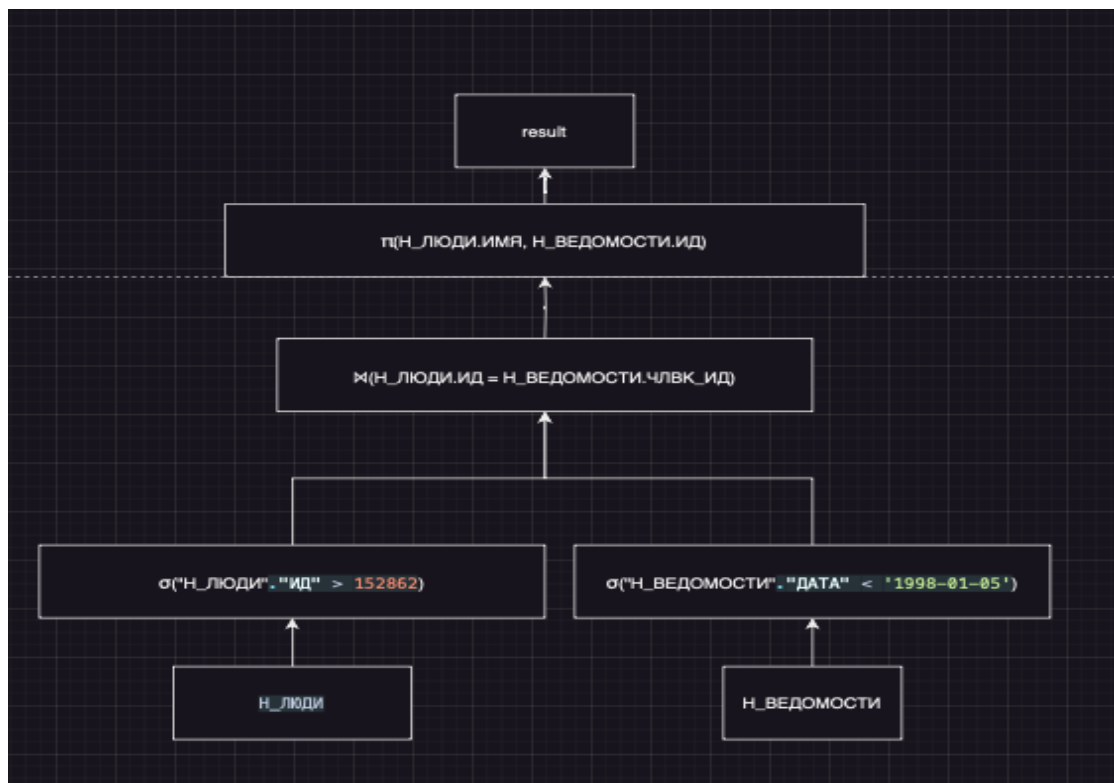 result
π(Н_ЛЮДИ.ИМЯ, Н_ВЕДОМОСТИ.ИД)
⋈(Н_ЛЮДИ.ИД = Н_ВЕДОМОСТИ.ЧЛВК_ИД)
σ("Н_ЛЮДИ"."ИД" > 152862)
σ("Н_ВЕДОМОСТИ"."ДАТА" < '1998-01-05')
Н_ЛЮДИ
Н_ВЕДОМОСТИ